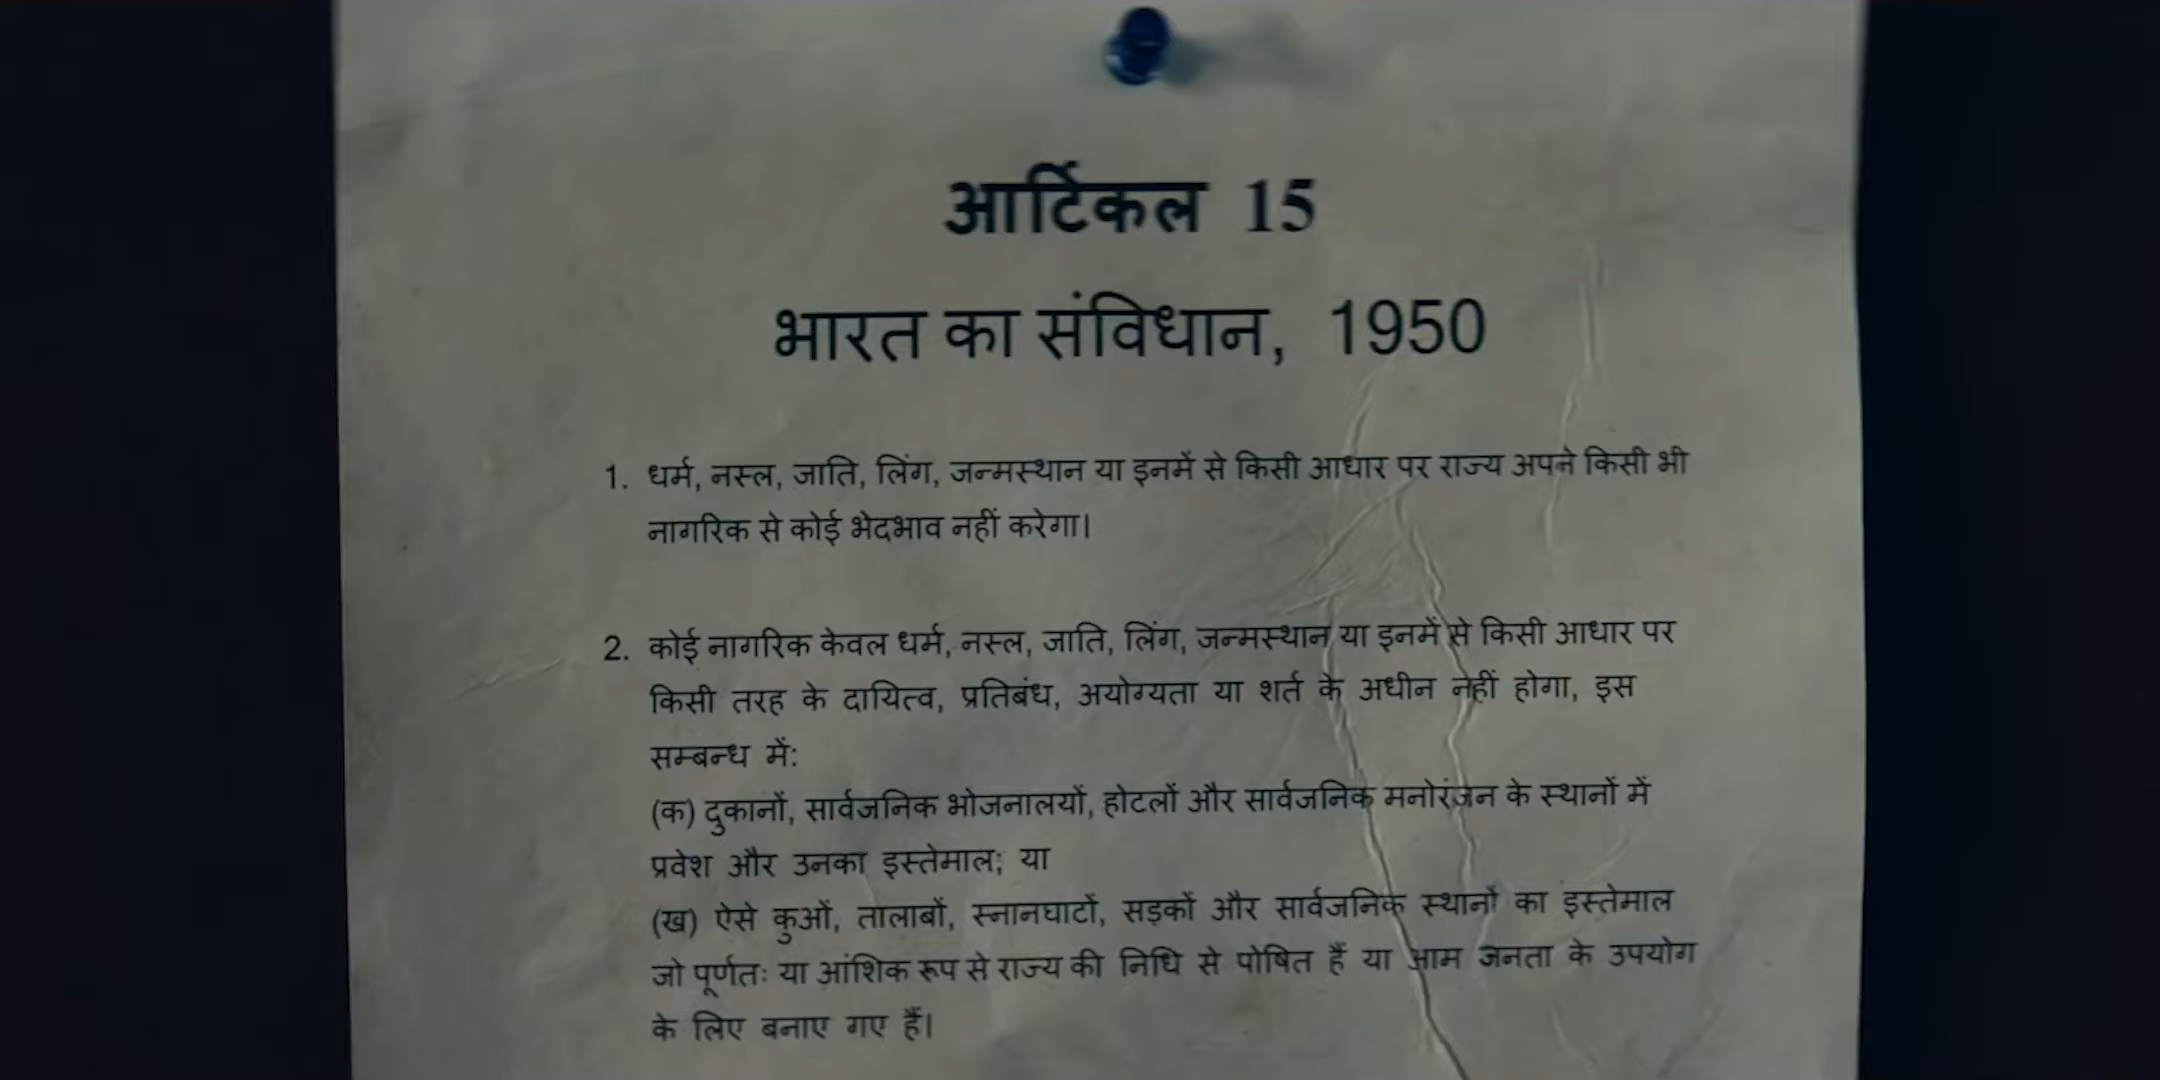 आर्टिकल 15
भारत का संविधान, 1950
1. धर्म, नस्ल, जाति, लिंग, जन्मस्थान या इनमें से किसी आधार पर राज्य अपने किसी भी
नागरिक से कोई भेदभाव नहीं करेगा।
2. कोई नागरिक केवल धर्म, नस्ल, जाति, लिंग, जन्मस्थान या इनमें से किसी आधार पर
किसी तरह के दायित्व, प्रतिबंध, अयोग्यता या शर्त के अधीन नहीं होगा, इस
सम्बन्ध में:
(क) दुकानों, सार्वजनिक भोजनालयों, होटलों और सार्वजनिक मनोरंजन के स्थानों में
प्रवेश और उनका इस्तेमाल; या
(ख) ऐसे कुओं, तालाबों, स्नानघाटों, सड़कों और सार्वजनिक स्थानों का इस्तेमाल
जो पूर्णतः या आंशिक रूप से राज्य की निधि से पोषित हैं या आम जनता के उपयोग
के लिए बनाए गए हैं।